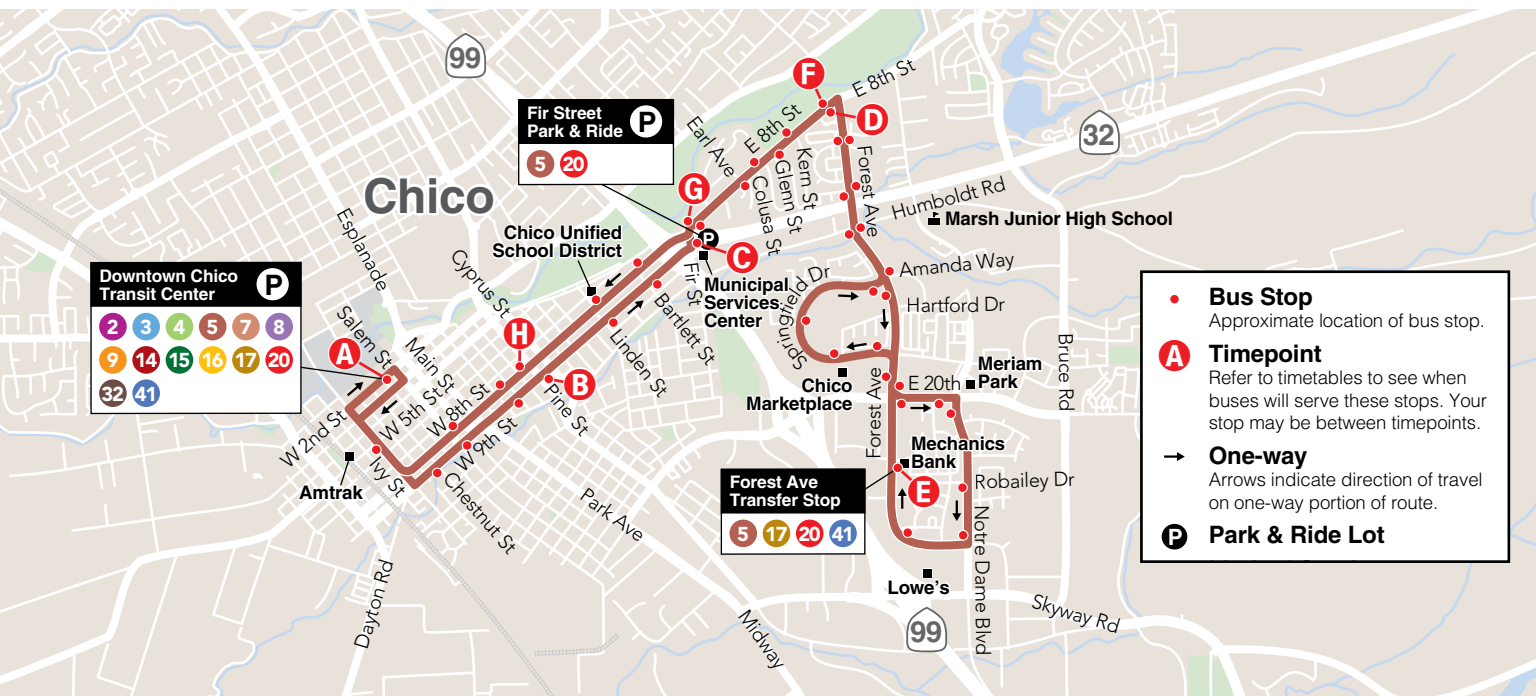 99
F
E 8th St
D
Fir Street
Park & Ride
P
5 20
Earl Ave
E 8th St
Kern St
Glenn St
Colusa St
Forest Ave
32
Chico
G
Humboldt Rd
Marsh Junior High School
Esplanade
Chico Unified
School District
P
C
Fir St
Municipal
Services
Center
Springfield Dr
Amanda Way
Hartford Dr
Downtown Chico
Transit Center
P
2 3 4 5 7 8
9 14 15 16 17 20
32 41
Cyprus St
Salem St
A
Main St
H
B
Linden St
Bartlett St
Pine St
W 2nd St
W 5th St
W 8th St
W 9th St
Ivy St
Amtrak
Chestnut St
Park Ave
Dayton Rd
Midway
Chico
Marketplace
Forest Ave
E 20th
Meriam
Park
Bruce Rd
Mechanics
Bank
E
Robailey Dr
Forest Ave
Transfer Stop
5 17 20 41
Notre Dame Blvd
Lowe's
99
Skyway Rd
Bus Stop
Approximate location of bus stop.
A
Timepoint
Refer to timetables to see when
buses will serve these stops. Your
stop may be between timepoints.
One-way
Arrows indicate direction of travel
on one-way portion of route.
P
Park & Ride Lot